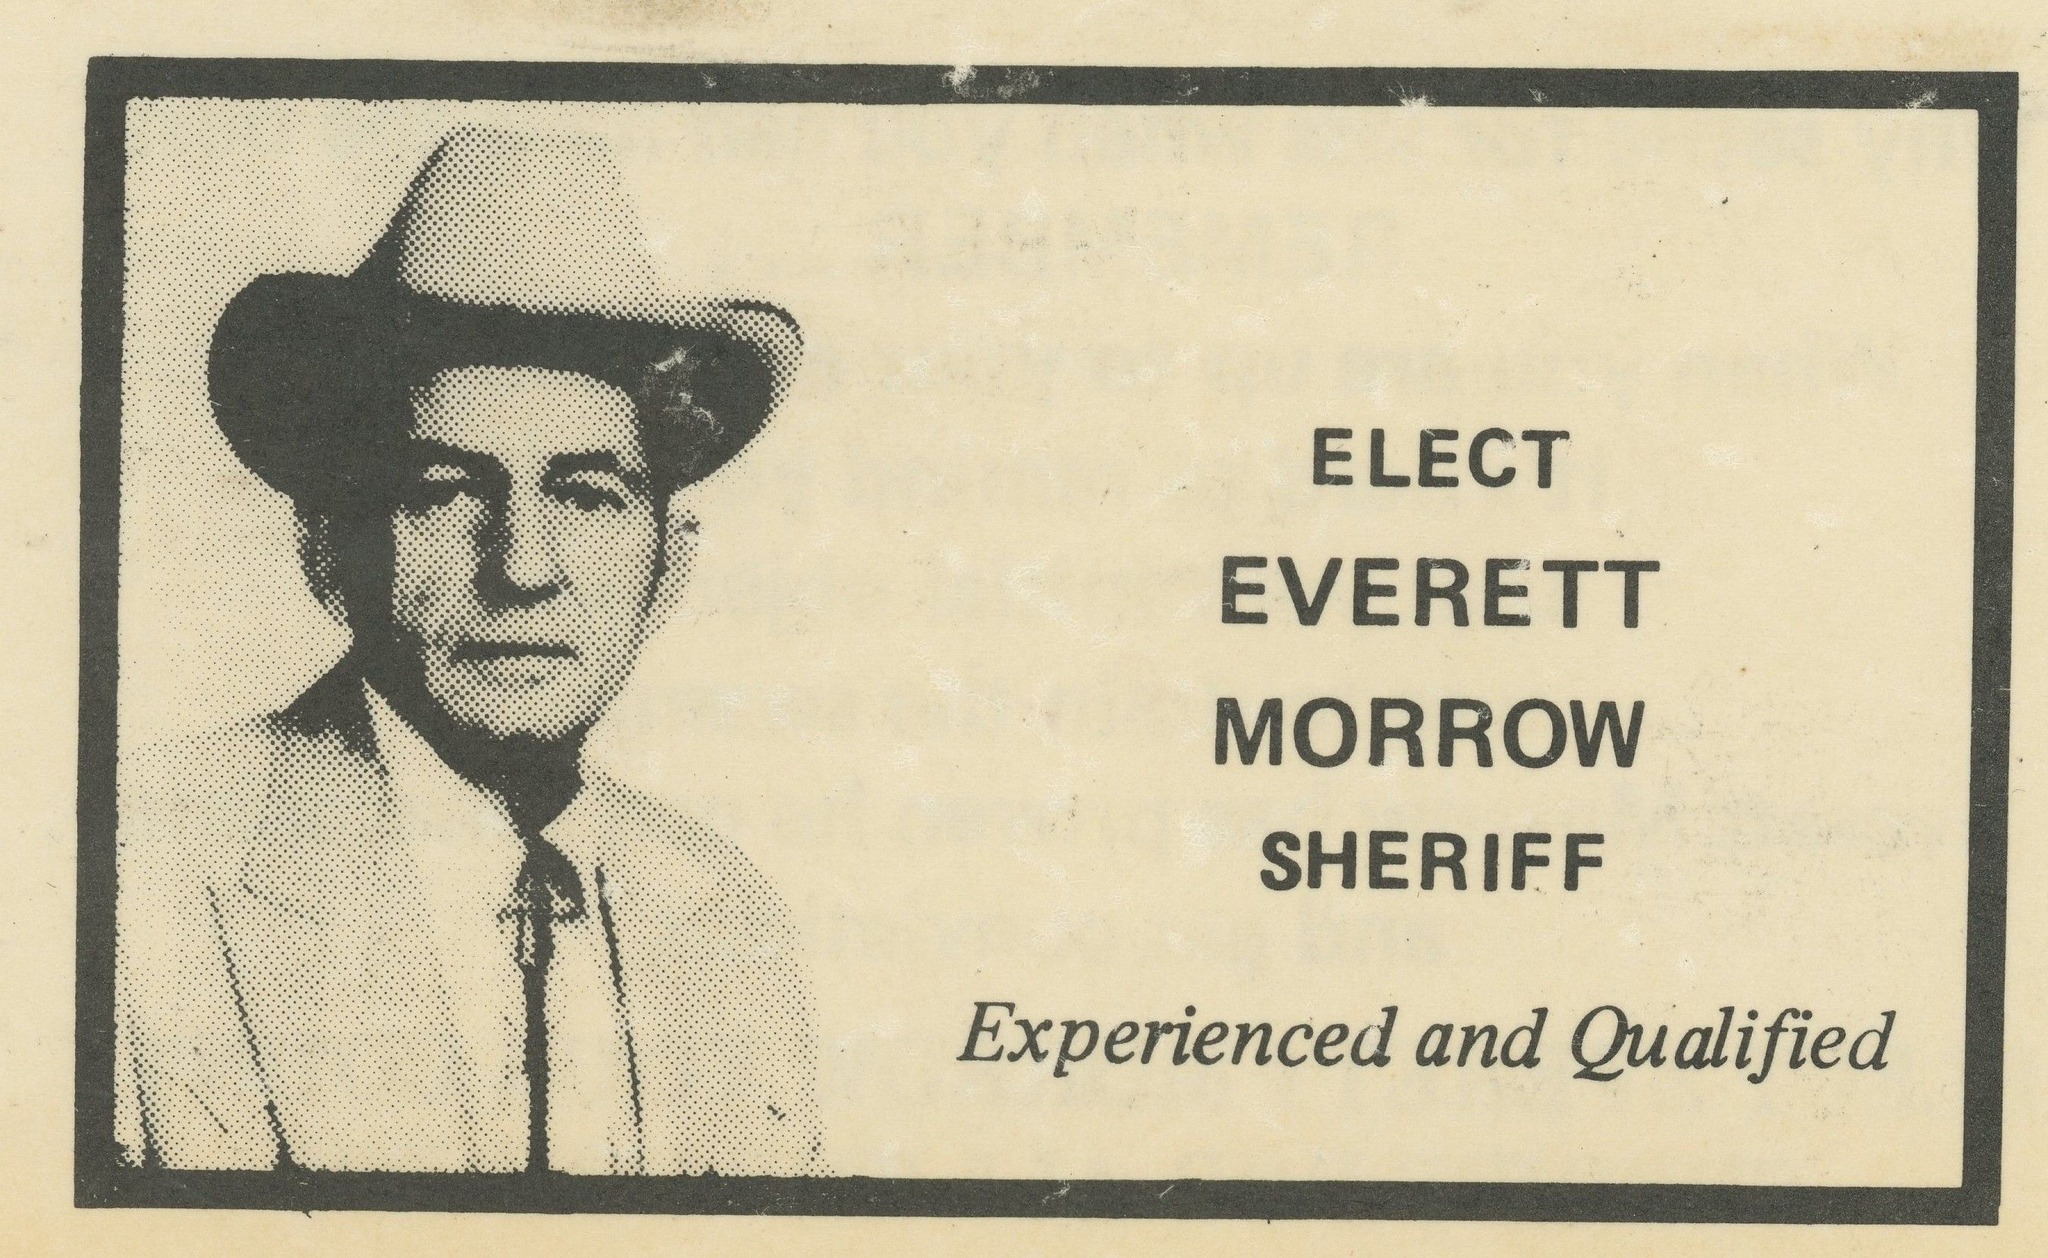 ELECT
EVERETT
MORROW
SHERIFF
Experienced and Qualified